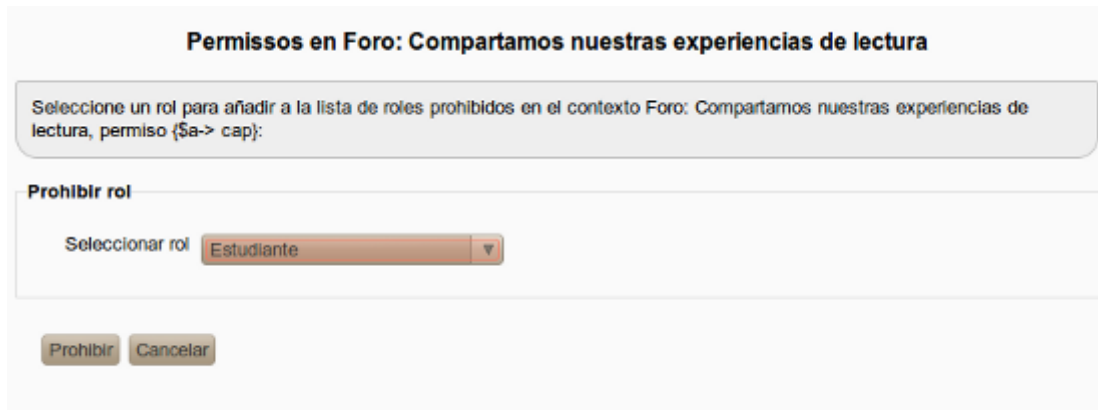 Permissos en Foro: Compartamos nuestras experiencias de lectura
Seleccione un rol para añadir a la lista de roles prohibidos en el contexto Foro: Compartamos nuestras experiencias de
lectura, permiso {$a-> cap}:
Prohibir rol
Seleccionar rol Estudiante
Prohibir Cancelar